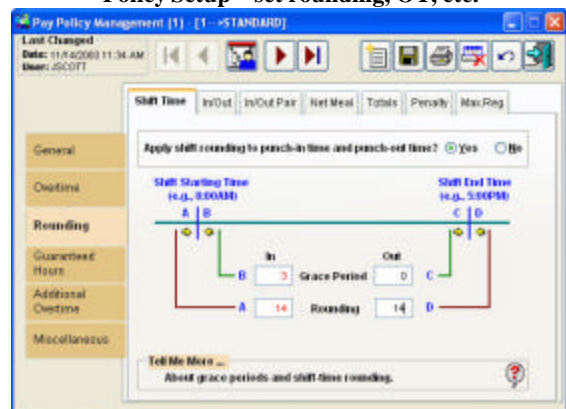 Policy Setup - set rounding, OT, etc.
Pay Policy Management (1) - [1-->STANDARD]
Last Changed
Date: 11/14/2003 11:34 AM
User: JSCOTT
Shift Time In/Out In/Out Pair Net Meal Totals Penalty Max.Reg
General
Overtime
Rounding
Guaranteed Hours
Additional Overtime
Miscellaneous
Apply shift rounding to punch-in time and punch-out time? Yes No
Shift Starting Time Shift End Time
(e.g., 8:00AM) (e.g., 5:00PM)
A B C D
In Out
B 3 Grace Period 0 C
A 14 Rounding 14 D
Tell Me More ...
About grace periods and shift-time rounding.